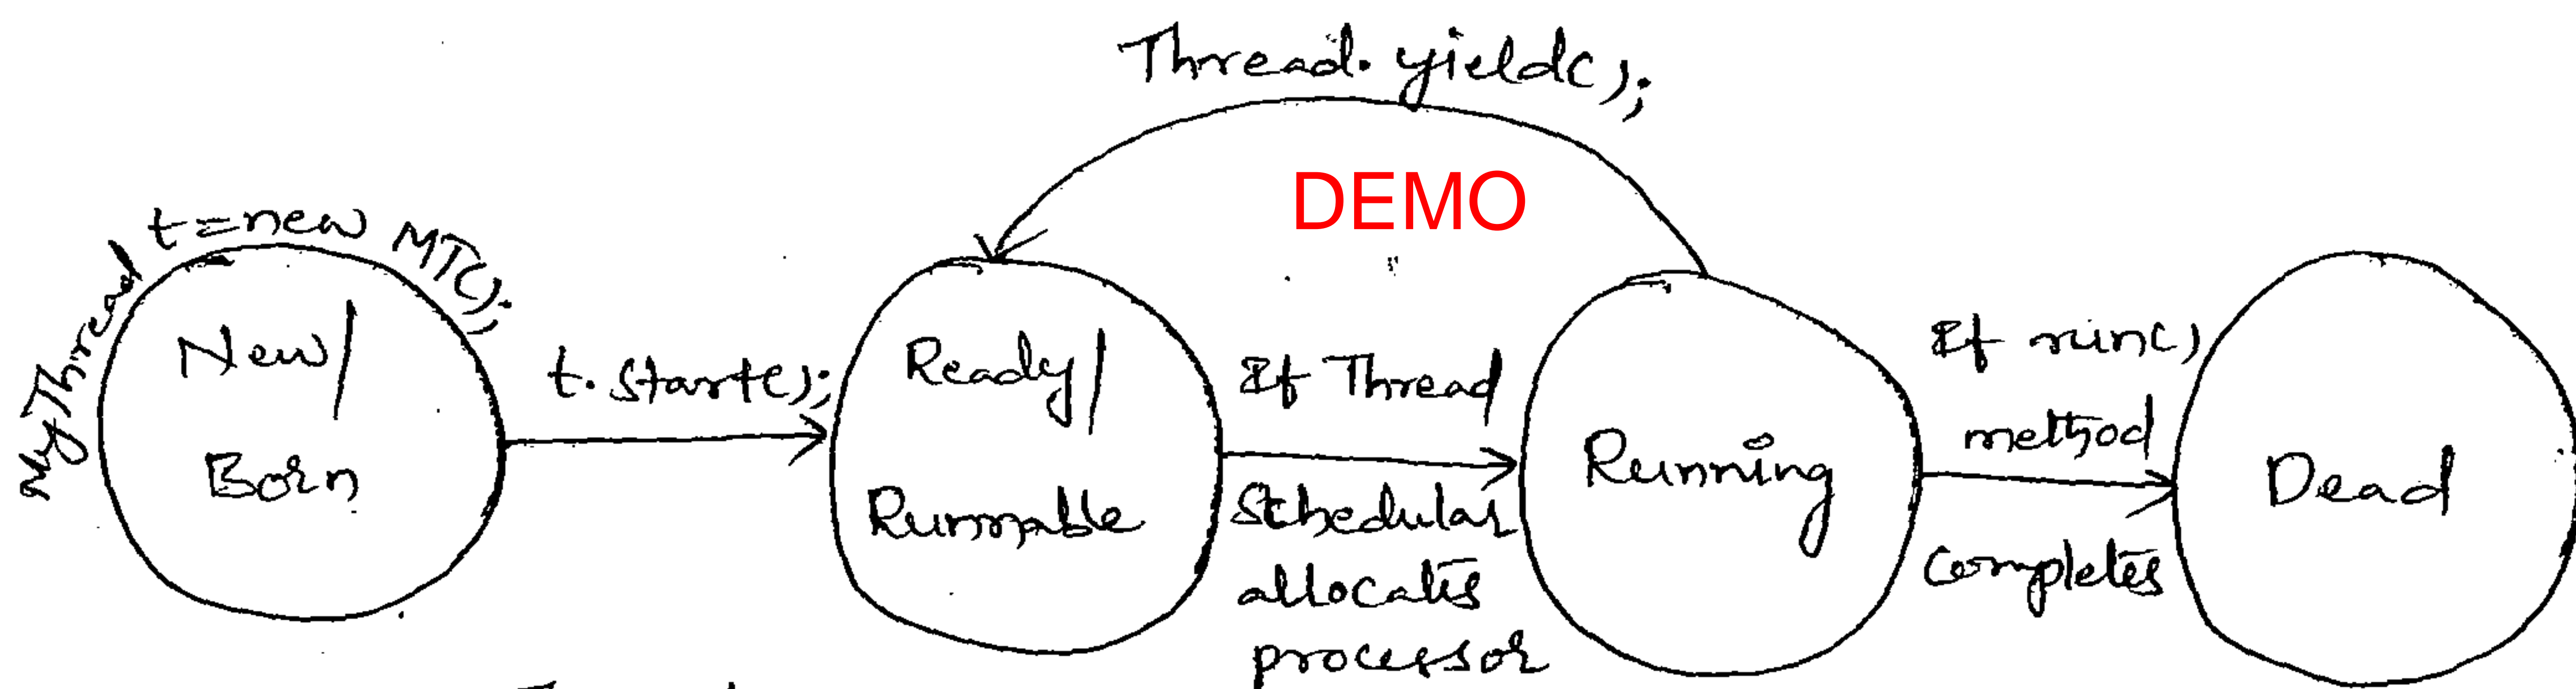 Thread.yield();
DEMO
MyThread t=new MT();
New/
Born
t.start();
Ready/
Runnable
If Thread
Schedular
allocates
processor
Running
If run()
method
completes
Dead